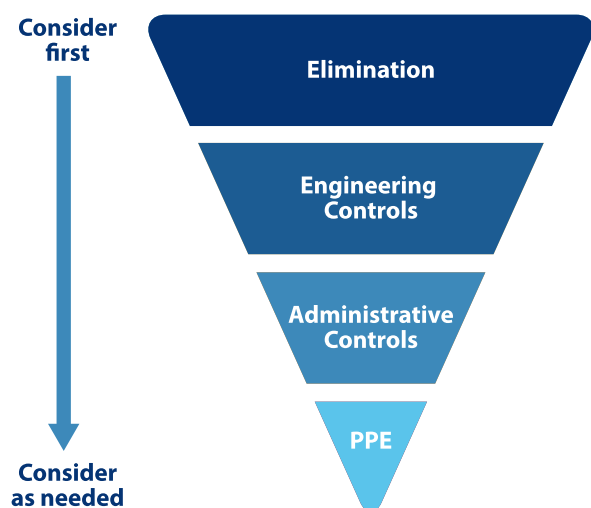 Consider
first
Elimination
Engineering
Controls
Administrative
Controls
PPE
Consider
as needed